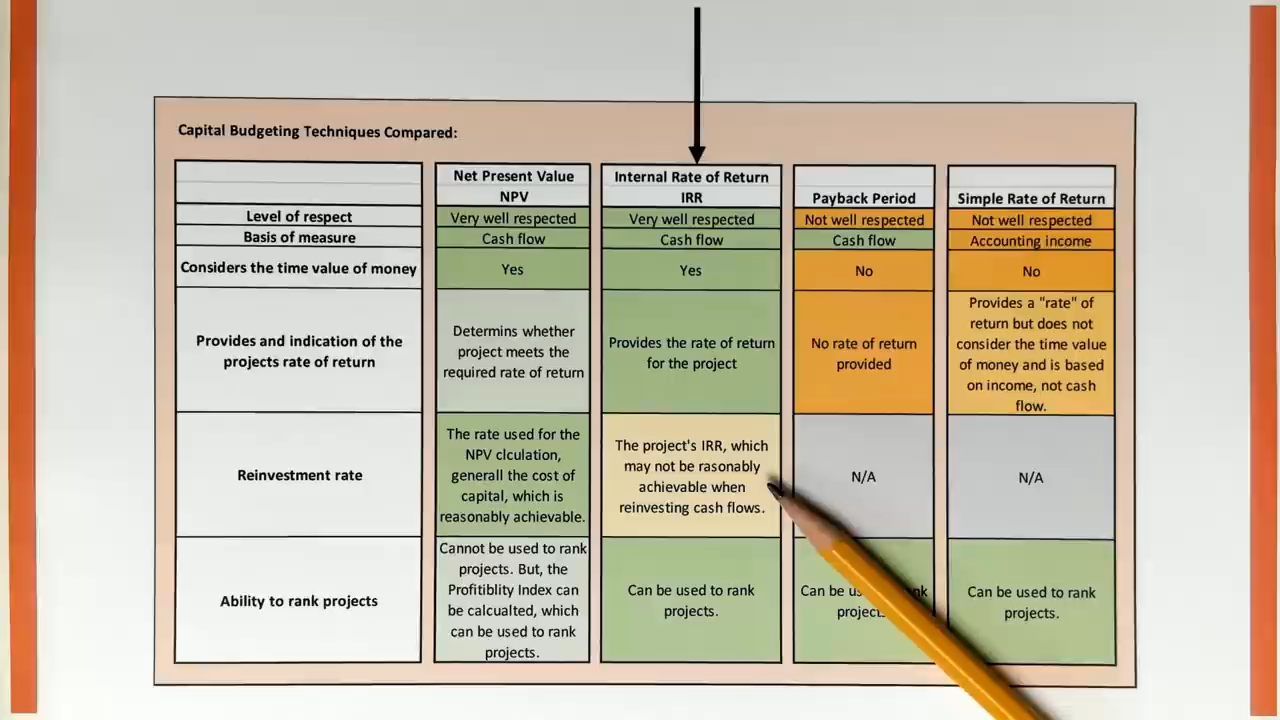 Capital Budgeting Techniques Compared:
Net Present Value
NPV
Internal Rate of Return
IRR
Payback Period
Simple Rate of Return
Level of respect
Very well respected
Very well respected
Not well respected
Not well respected
Basis of measure
Cash flow
Cash flow
Cash flow
Accounting income
Considers the time value of money
Yes
Yes
No
No
Provides and indication of the
projects rate of return
Determins whether
project meets the
required rate of return
Provides the rate of return
for the project
No rate of return
provided
Provides a "rate" of
return but does not
consider the time value
of money and is based
on income, not cash
flow.
Reinvestment rate
The rate used for the
NPV clculation,
generall the cost of
capital, which is
reasonably achievable.
The project's IRR, which
may not be rasonably
achievable when
reinvesting cash flows.
N/A
N/A
Ability to rank projects
Cannot be used to rank
projects. But, the
Profitiblity Index can
be calcualted, which
can be used to rank
projects.
Can be used to rank
projects.
Can be
Can be used to rank
projects.